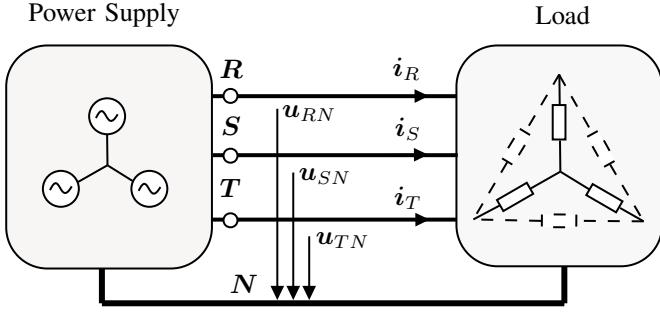 Power Supply
Load
R
i_R
u_RN
S
i_S
u_SN
T
i_T
u_TN
N